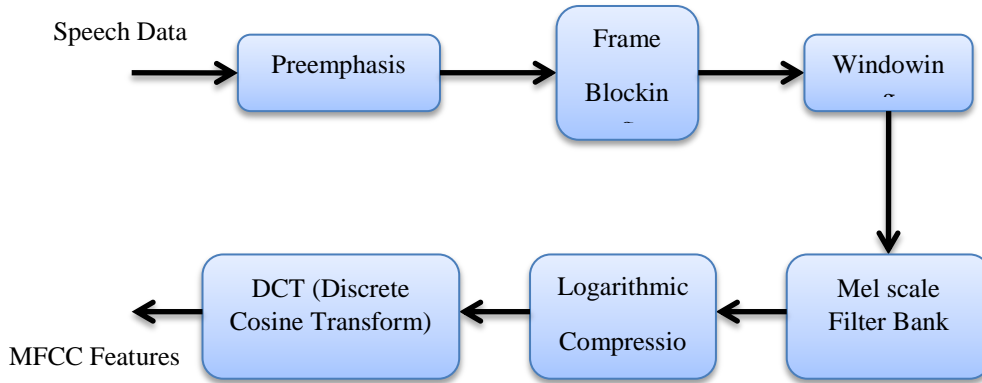 Speech Data
Preemphasis
Frame
Blockin
Windowin
Mel scale
Filter Bank
Logarithmic
Compressio
DCT (Discrete
Cosine Transform)
MFCC Features